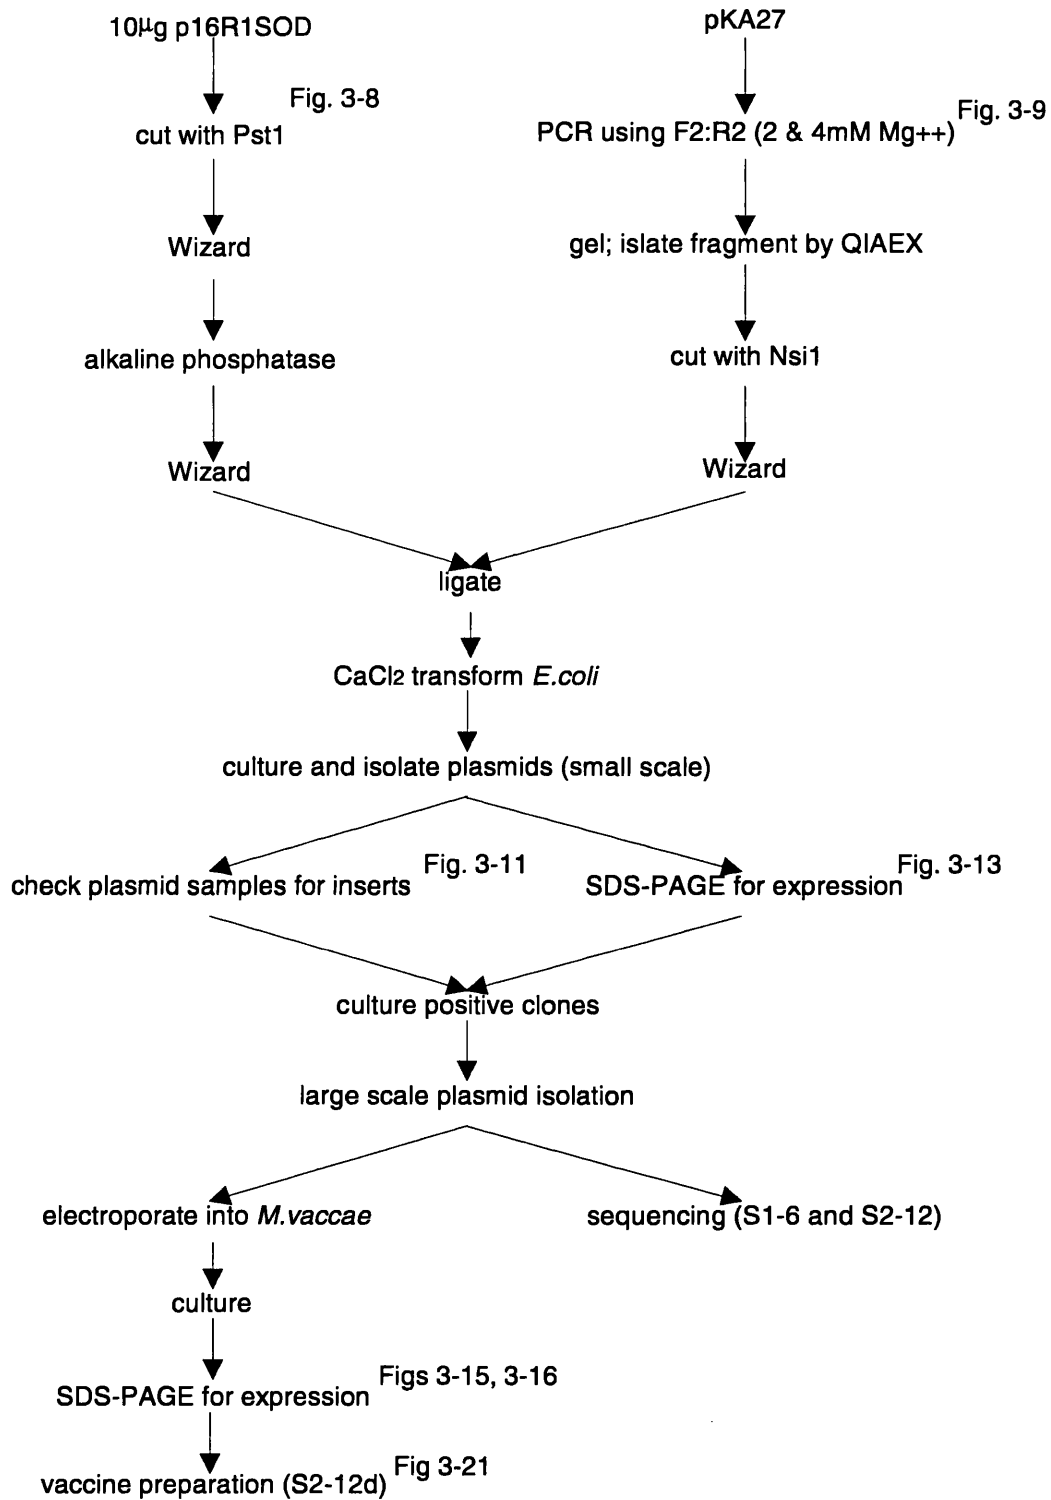 10µg p16R1SOD
pKA27
Fig. 3-8
Fig. 3-9
cut with Pst1
PCR using F2:R2 (2 & 4mM Mg++)
Wizard
gel; islate fragment by QIAEX
alkaline phosphatase
cut with Nsi1
Wizard
Wizard
ligate
CaCl2 transform E.coli
culture and isolate plasmids (small scale)
Fig. 3-11
Fig. 3-13
check plasmid samples for inserts
SDS-PAGE for expression
culture positive clones
large scale plasmid isolation
electroporate into M.vaccae
sequencing (S1-6 and S2-12)
culture
Figs 3-15, 3-16
SDS-PAGE for expression
Fig 3-21
vaccine preparation (S2-12d)